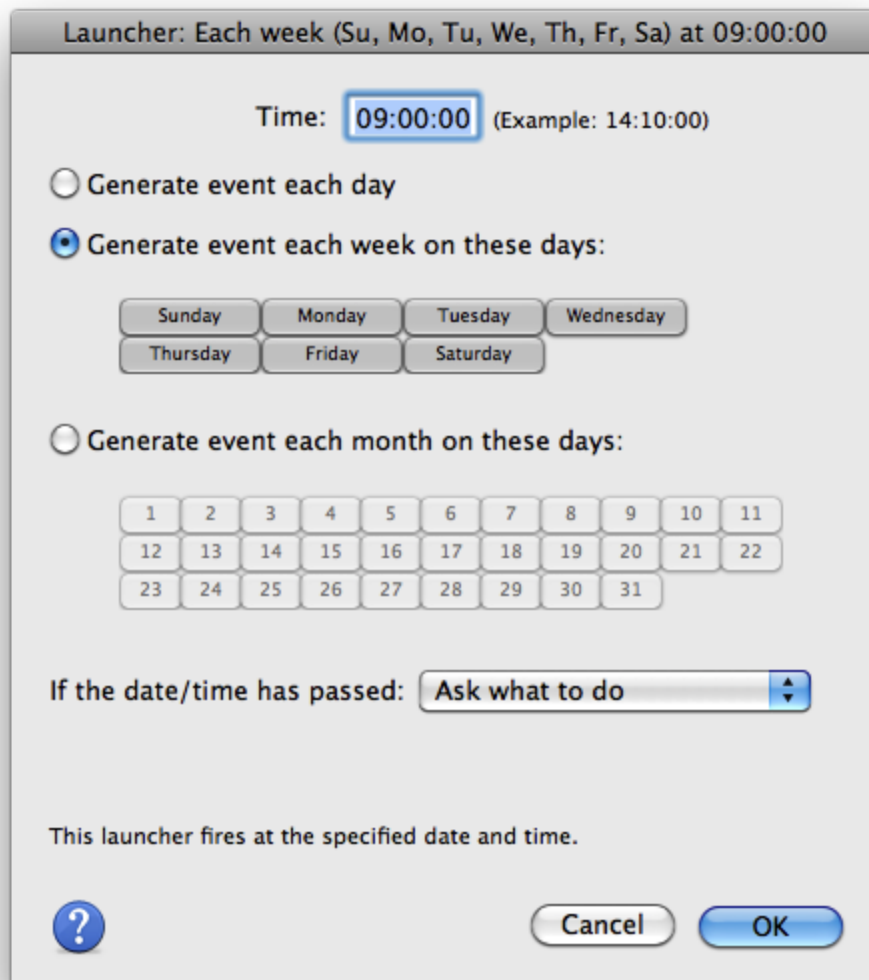 Launcher: Each week (Su, Mo, Tu, We, Th, Fr, Sa) at 09:00:00
Time: 09:00:00 (Example: 14:10:00)
Generate event each day
Generate event each week on these days:
Sunday Monday Tuesday Wednesday
Thursday Friday Saturday
Generate event each month on these days:
1 2 3 4 5 6 7 8 9 10 11
12 13 14 15 16 17 18 19 20 21 22
23 24 25 26 27 28 29 30 31
If the date/time has passed: Ask what to do
This launcher fires at the specified date and time.
? Cancel OK